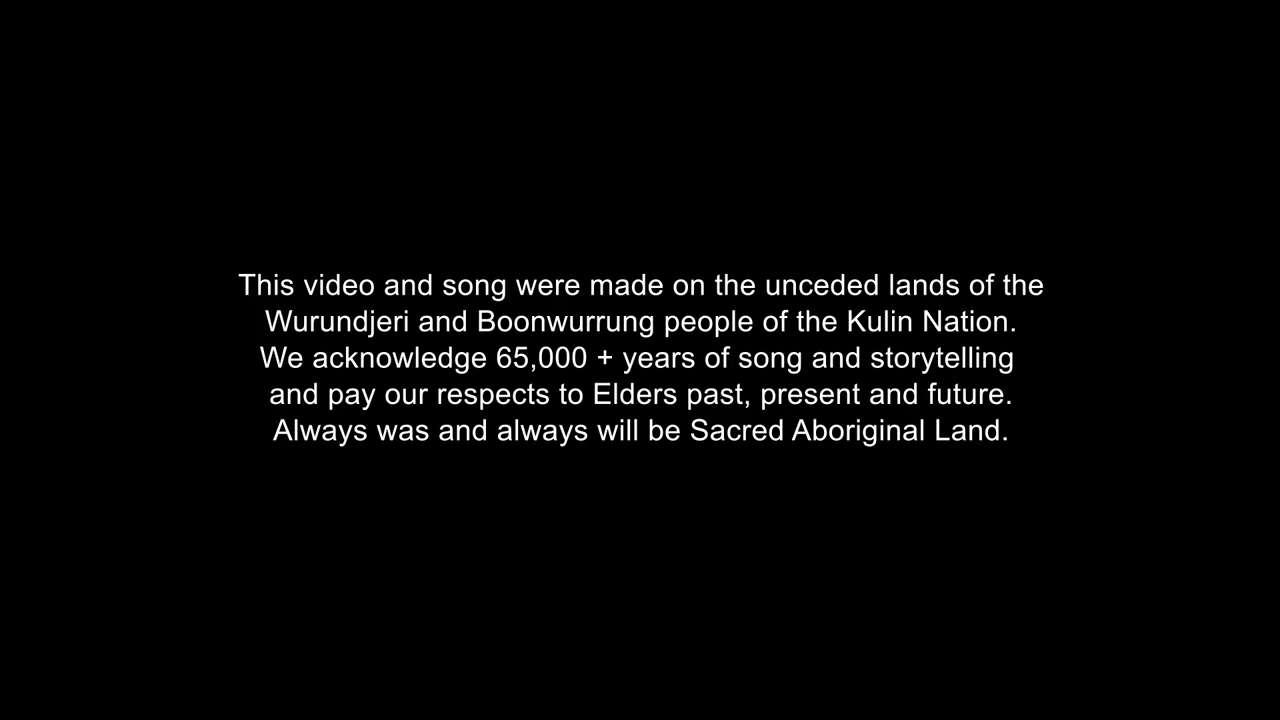 This video and song were made on the unceded lands of the
Wurundjeri and Boonwurrung people of the Kulin Nation.
We acknowledge 65,000 + years of song and storytelling
and pay our respects to Elders past, present and future.
Always was and always will be Sacred Aboriginal Land.